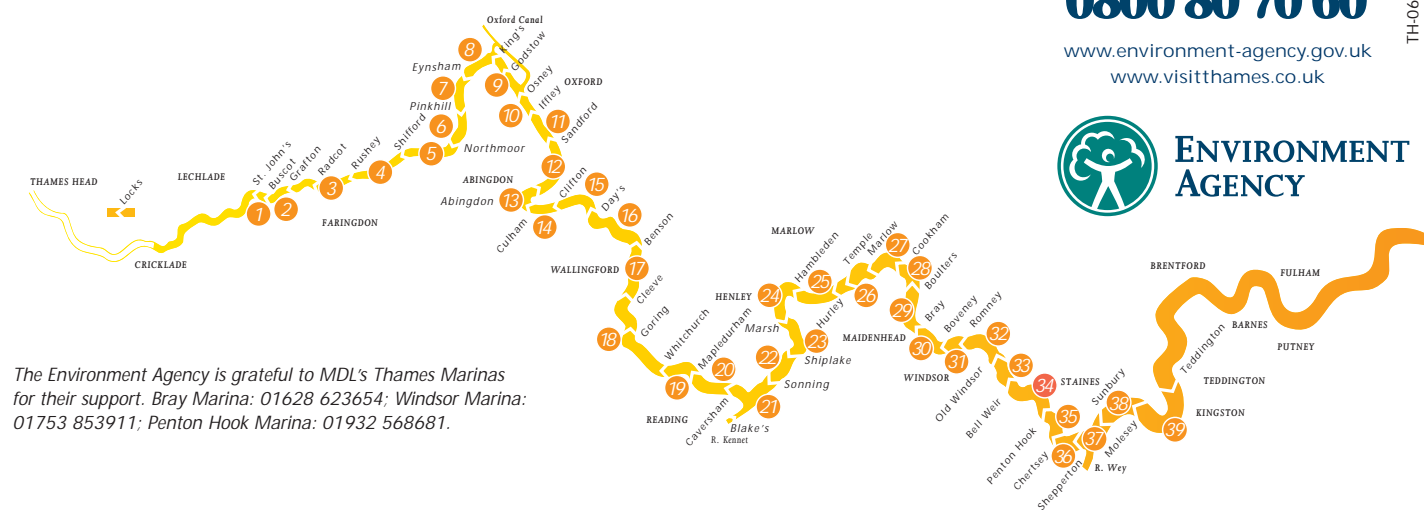 0800 80 70 60
TH-06
www.environment-agency.gov.uk
www.visitthames.co.uk
ENVIRONMENT
AGENCY
Oxford Canal
King's
Godstow
8
Eynsham
7
9
Osney
OXFORD
Pinkhill
10
Iffley
6
11
Sandford
Shifford
5
Northmoor
Rushey
4
12
THAMES HEAD
Locks
LECHLADE
St. John's
Buscot
Grafton
Radcot
3
1
2
FARINGDON
CRICKLADE
ABINGDON
Abingdon
13
Clifton
15
Day's
Culham
14
16
Benson
WALLINGFORD
17
Cleeve
18
Goring
Whitchurch
Mapledurham
19
20
READING
Caversham
Blake's
R. Kennet
21
Sonning
22
Shiplake
23
Marsh
HENLEY
24
MARLOW
Hambleden
25
Hurley
Temple
26
Marlow
27
Cookham
28
Boulters
29
MAIDENHEAD
Bray
30
Boveney
WINDSOR
31
Romney
32
Old Windsor
33
Bell Weir
34
STAINES
Penton Hook
35
Chertsey
36
Shepperton
37
R. Wey
Sunbury
38
Molesey
39
KINGSTON
TEDDINGTON
Teddington
BRENTFORD
FULHAM
BARNES
PUTNEY
The Environment Agency is grateful to MDL's Thames Marinas
for their support. Bray Marina: 01628 623654; Windsor Marina:
01753 853911; Penton Hook Marina: 01932 568681.